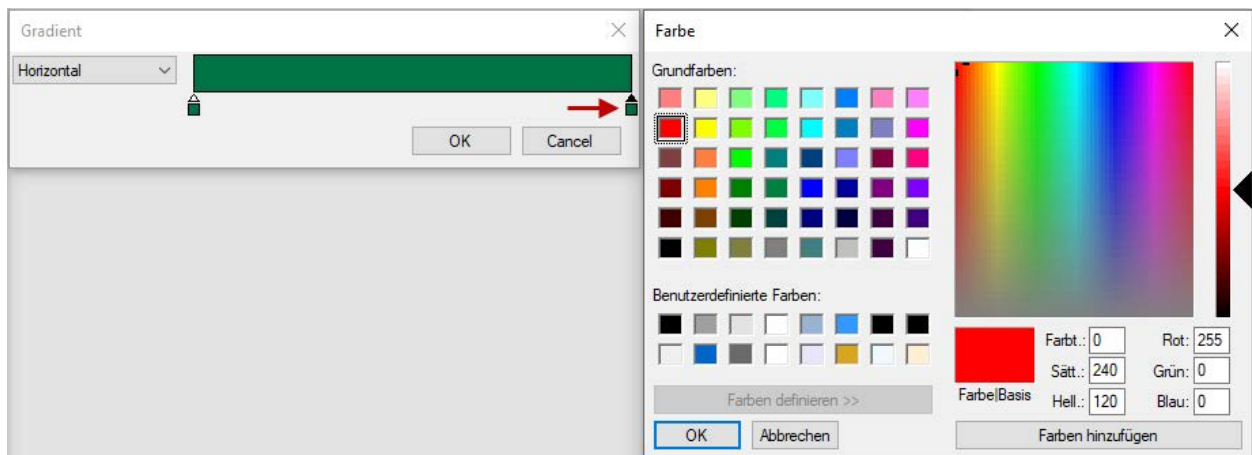 Gradient
Horizontal
OK
Cancel
Farbe
Grundfarben:
Benutzerdefinierte Farben:
Farben definieren >>
OK
Abbrechen
Farbe|Basis
Farbt.: 0
Rot: 255
Sätt.: 240
Grün: 0
Hell.: 120
Blau: 0
Farben hinzufügen